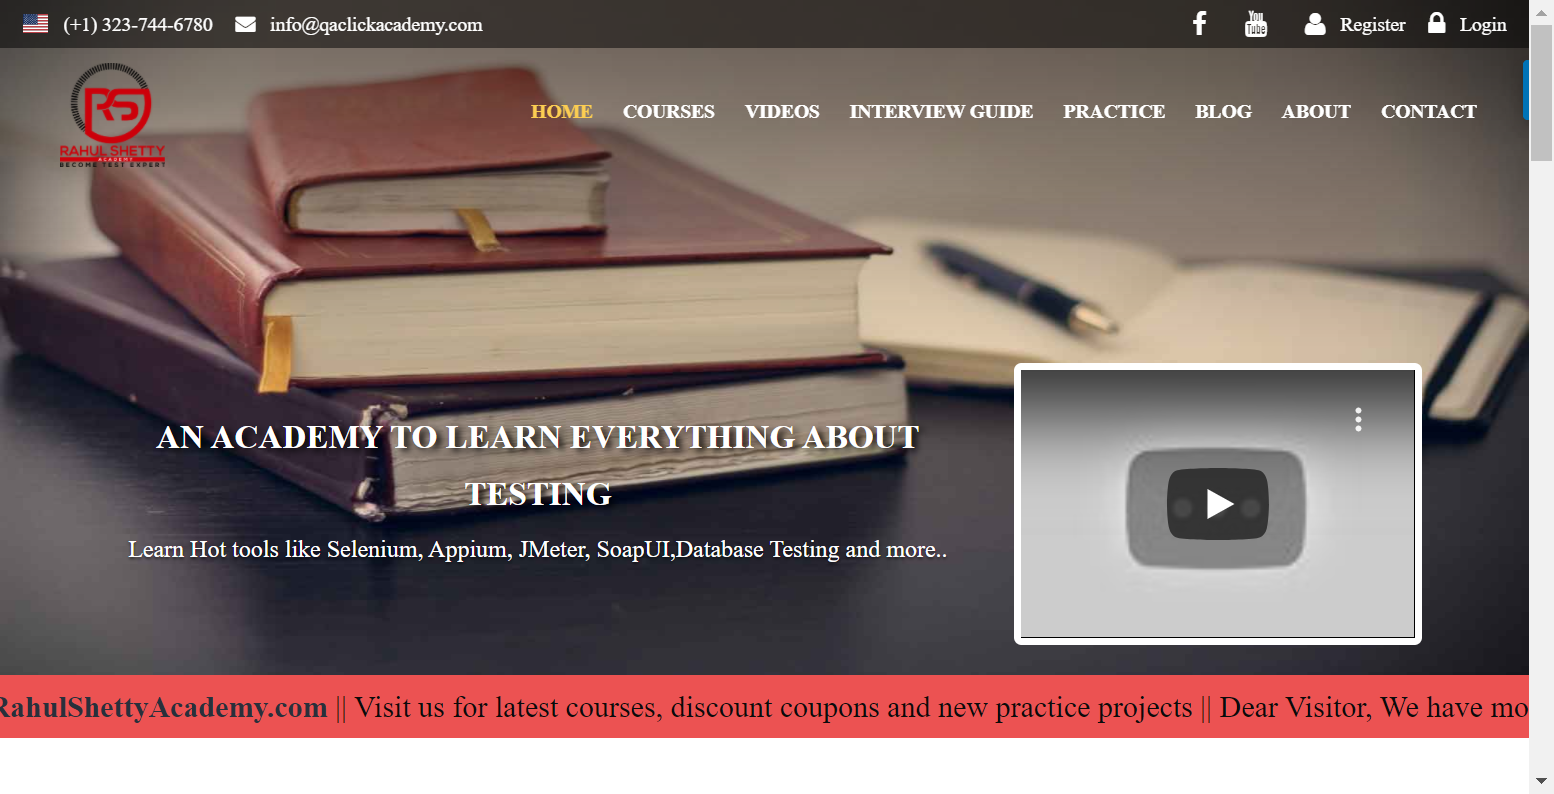 (+1) 323-744-6780 info@qaclickacademy.com You Tube Register Login
RAHUL SHETTY
ACADEMY
BECOME TEST EXPERT
HOME COURSES VIDEOS INTERVIEW GUIDE PRACTICE BLOG ABOUT CONTACT
AN ACADEMY TO LEARN EVERYTHING ABOUT
TESTING
Learn Hot tools like Selenium, Appium, JMeter, SoapUI,Database Testing and more..
RahulShettyAcademy.com || Visit us for latest courses, discount coupons and new practice projects || Dear Visitor, We have mo